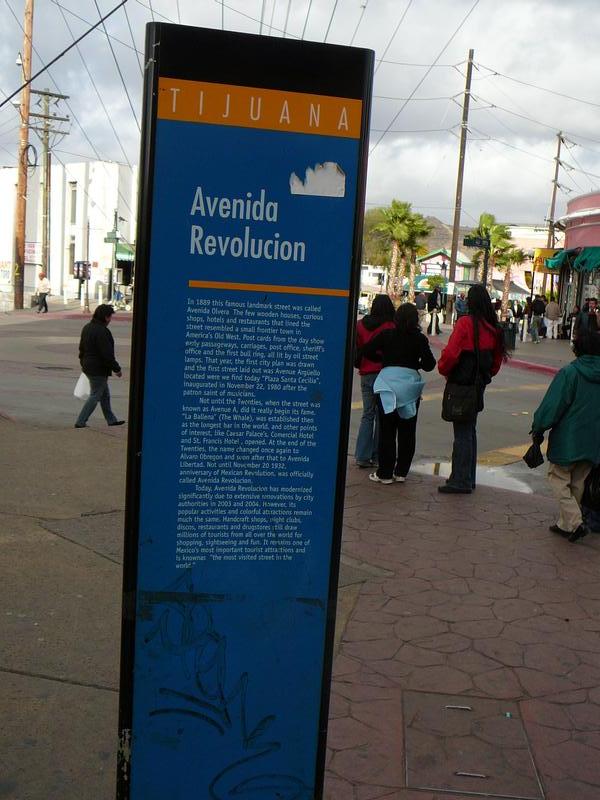 TIJUANA
Avenida
Revolucion
In 1889 this famous landmark street was called
Avenida Olvera. The few wooden houses, curious
shops, hotels and restaurants that lined the
street resembled a small frontier town in
America's Old West. Post cards from the day show
early passageways, carriages, post office, sheriff's
office and the first bull ring, all lit by oil street
lamps. That year, the first city plan was drawn
and the first street laid out was Avenue Argüello
located were we find today "Plaza Santa Cecilia",
inaugurated in November 22, 1980 after the
patron saint of musicians.
Not until the Twenties, when the street was
known as Avenue A, did it really begin its fame.
"La Ballena" (The Whale), was established then
as the longest bar in the world, and other points
of interest, like Caesar Palace's, Comercial Hotel
and St. Francis Hotel , opened. At the end of the
Twenties, the name changed once again to
Alvaro Obregon and soon after that to Avenida
Libertad. Not until November 20 1932,
anniversary of Mexican Revolution, was officially
called Avenida Revolucion.
Today, Avenida Revolucion has modernized
significantly due to extensive renovations by city
authorities in 2003 and 2004. However, its
popular activities and colorful attractions remain
much the same. Handcraft shops, night clubs,
discos, restaurants and drugstores still draw
millions of tourists from all over the world for
shopping, sightseeing and fun. It remains one of
Mexico's most important tourist attractions and
is knownas "the most visited street in the
world."